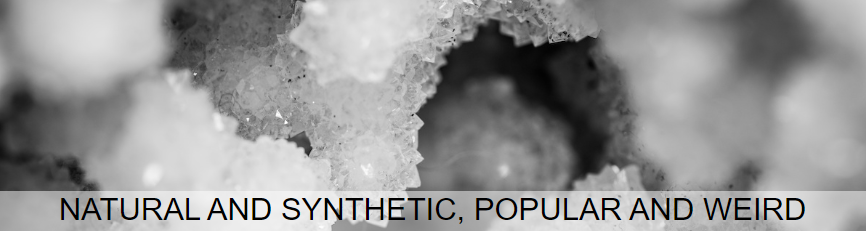 NATURAL AND SYNTHETIC, POPULAR AND WEIRD